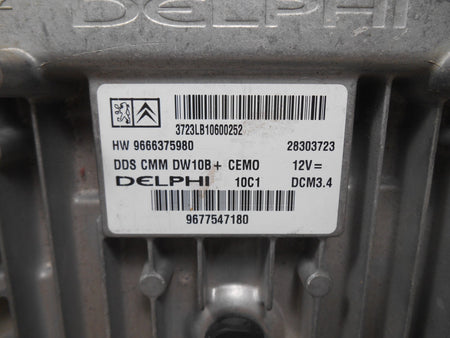 DELPHI
3723LB10600252
HW 9666375980 28303723
DDS CMM DW10B+ CEMO 12V=
DELPHI 10C1 DCM3.4
9677547180